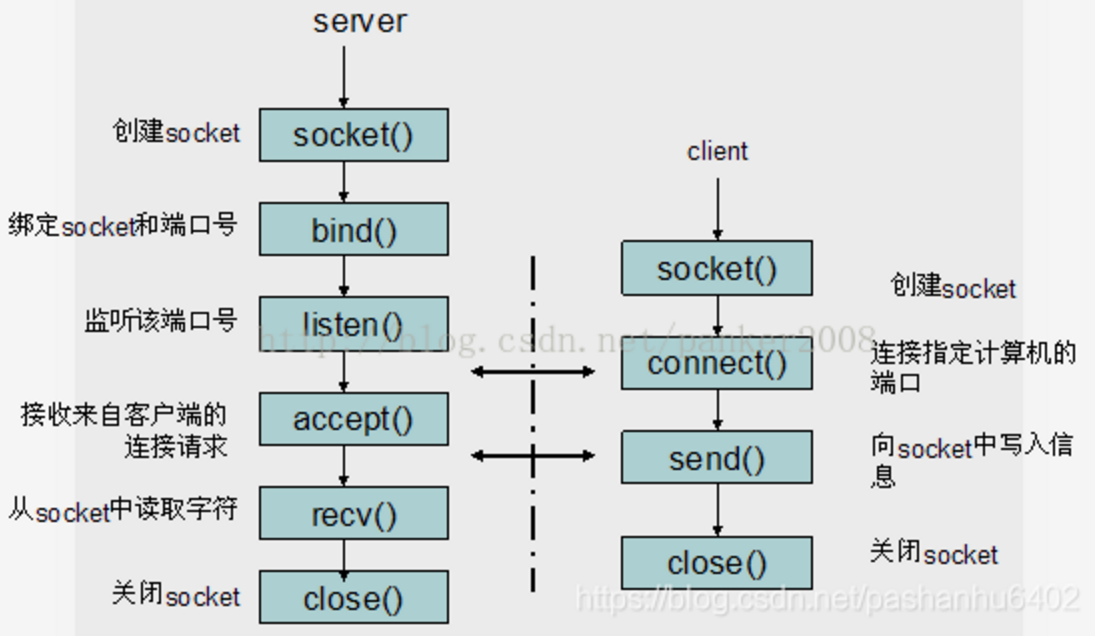 server
创建socket
socket()
绑定socket和端口号
bind()
监听该端口号
listen()
接收来自客户端的
连接请求
accept()
从socket中读取字符
recv()
关闭socket
close()
client
socket()
创建socket
connect()
连接指定计算机的
端口
send()
向socket中写入信
息
close()
关闭socket
http://blog.csdn.net/panker2008
https://blog.csdn.net/pashanhu6402